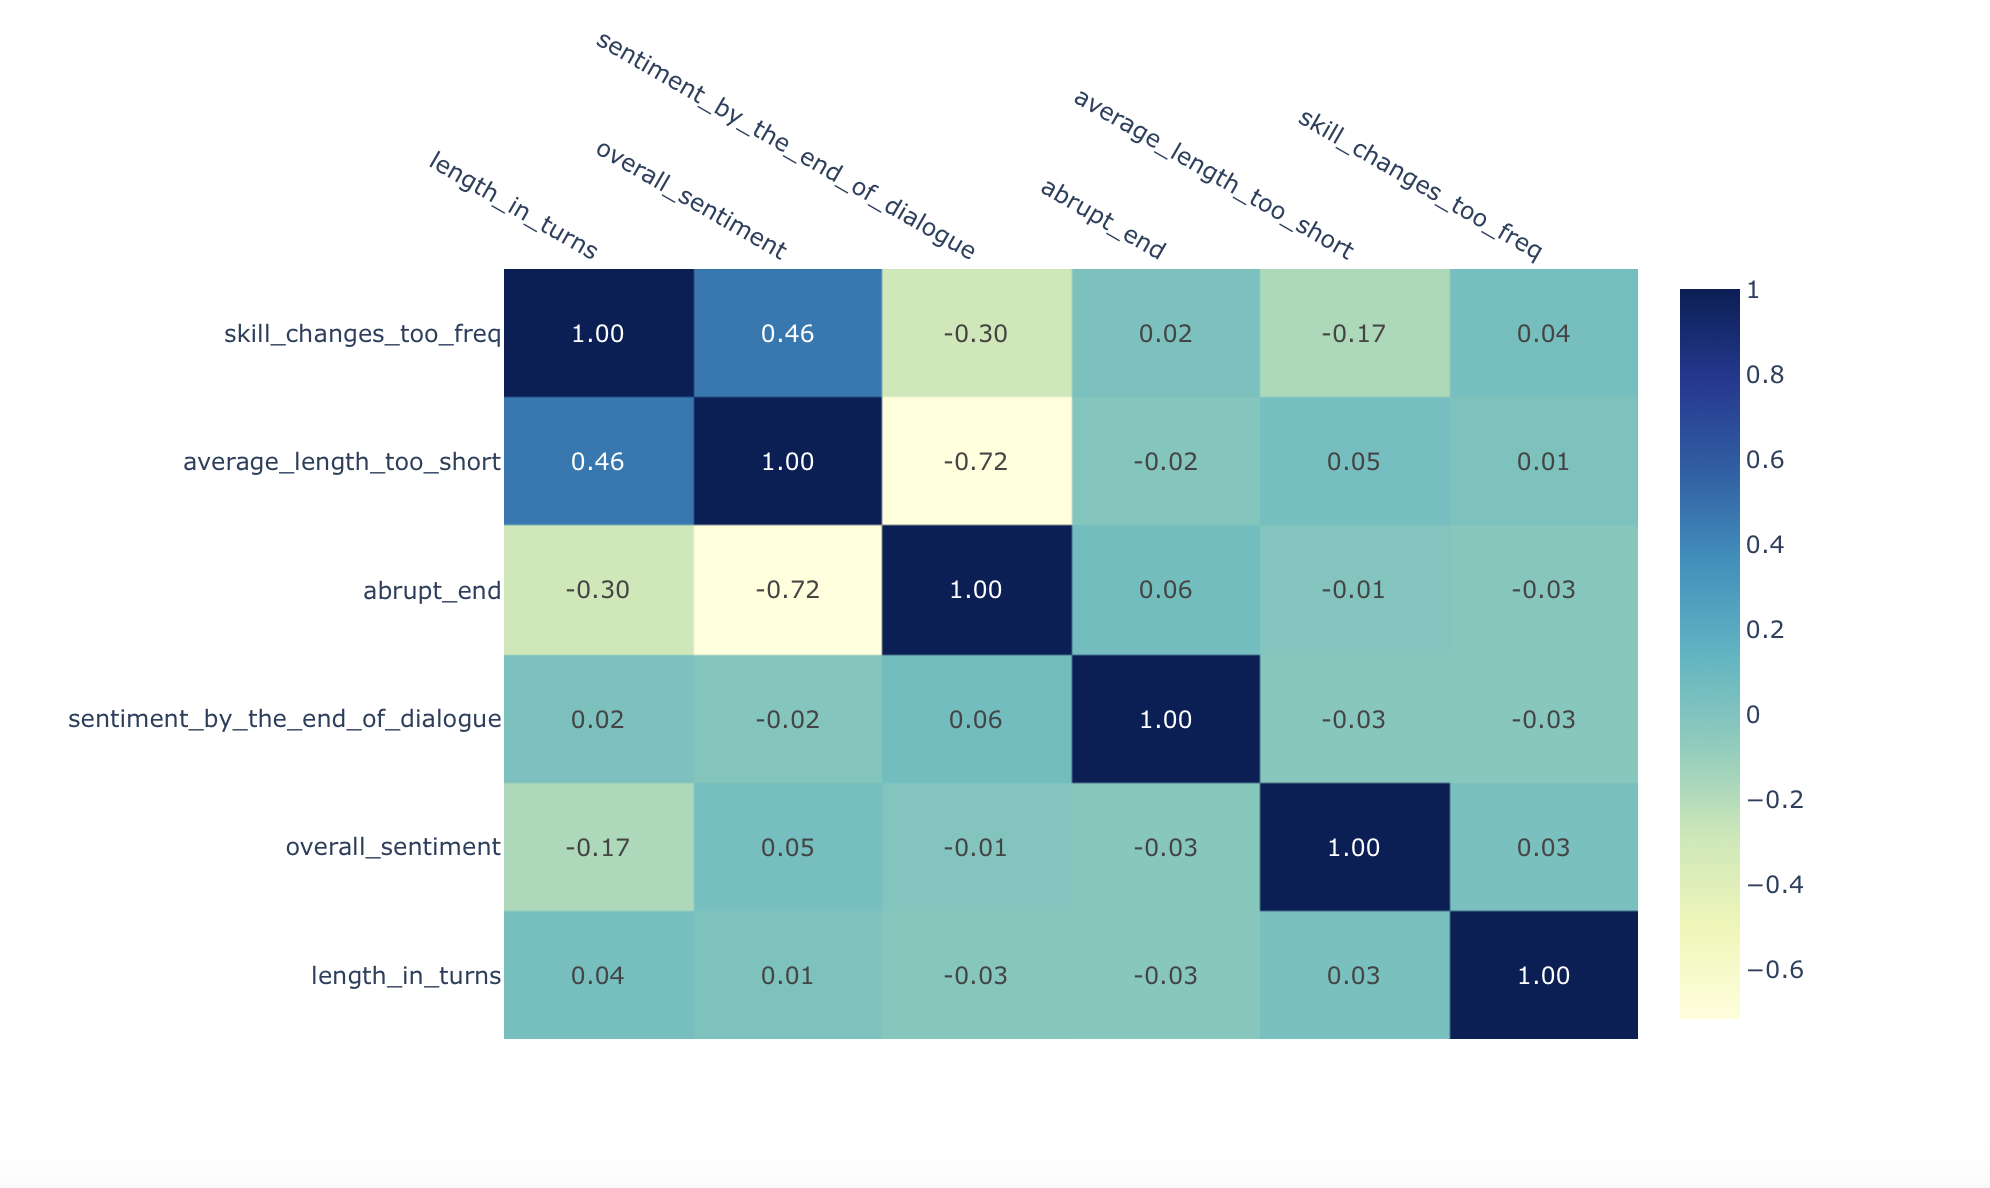 length_in_turns
overall_sentiment
sentiment_by_the_end_of_dialogue
abrupt_end
average_length_too_short
skill_changes_too_freq
skill_changes_too_freq 1.00 0.46 -0.30 0.02 -0.17 0.04
average_length_too_short 0.46 1.00 -0.72 -0.02 0.05 0.01
abrupt_end -0.30 -0.72 1.00 0.06 -0.01 -0.03
sentiment_by_the_end_of_dialogue 0.02 -0.02 0.06 1.00 -0.03 -0.03
overall_sentiment -0.17 0.05 -0.01 -0.03 1.00 0.03
length_in_turns 0.04 0.01 -0.03 -0.03 0.03 1.00
1
0.8
0.6
0.4
0.2
0
−0.2
−0.4
−0.6